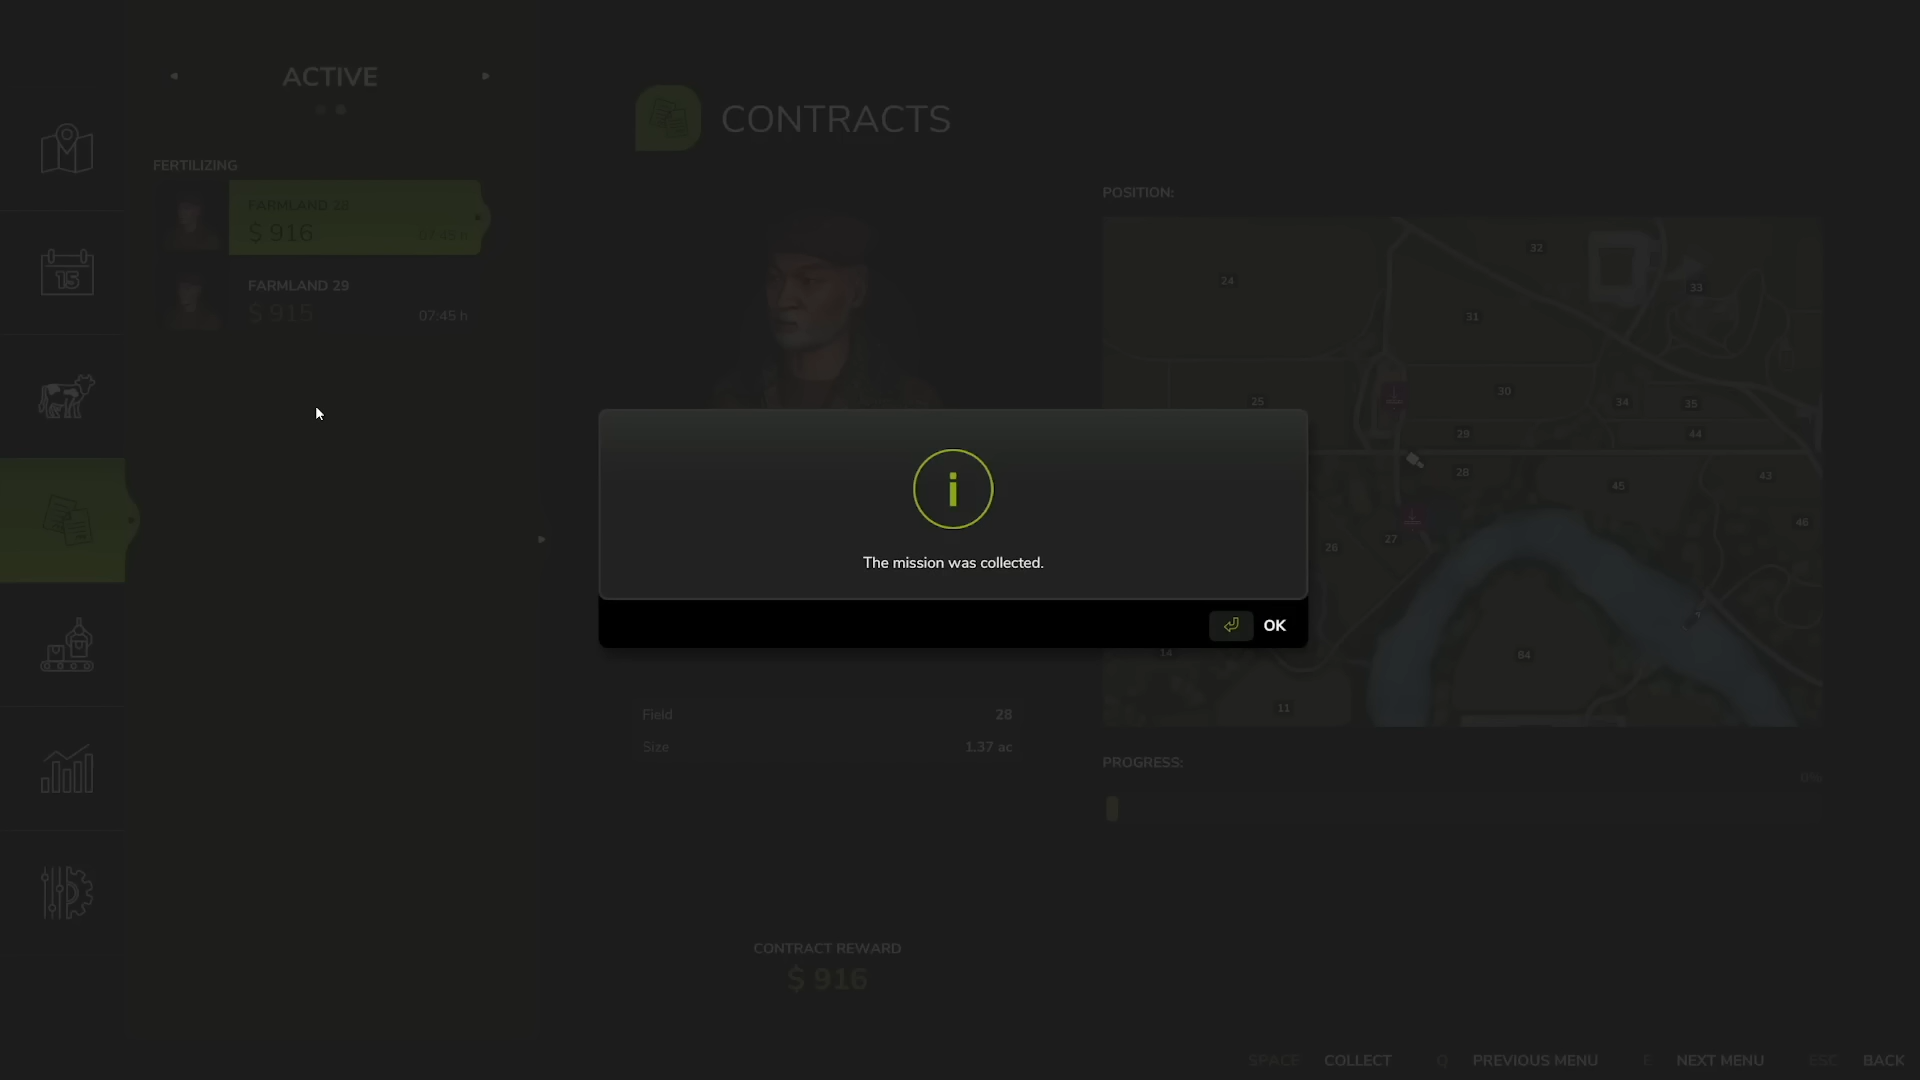 ACTIVE
FERTILIZING
FARMLAND 28
$ 916
07:45 h
FARMLAND 29
$ 915
07:45 h
15
CONTRACTS
POSITION:
32
24
33
31
30
25
34
35
29
44
28
43
45
46
27
26
14
84
11
i
The mission was collected.
OK
Field 28
Size 1.37 ac
PROGRESS:
0%
CONTRACT REWARD
$ 916
SPACE COLLECT Q PREVIOUS MENU E NEXT MENU ESC BACK